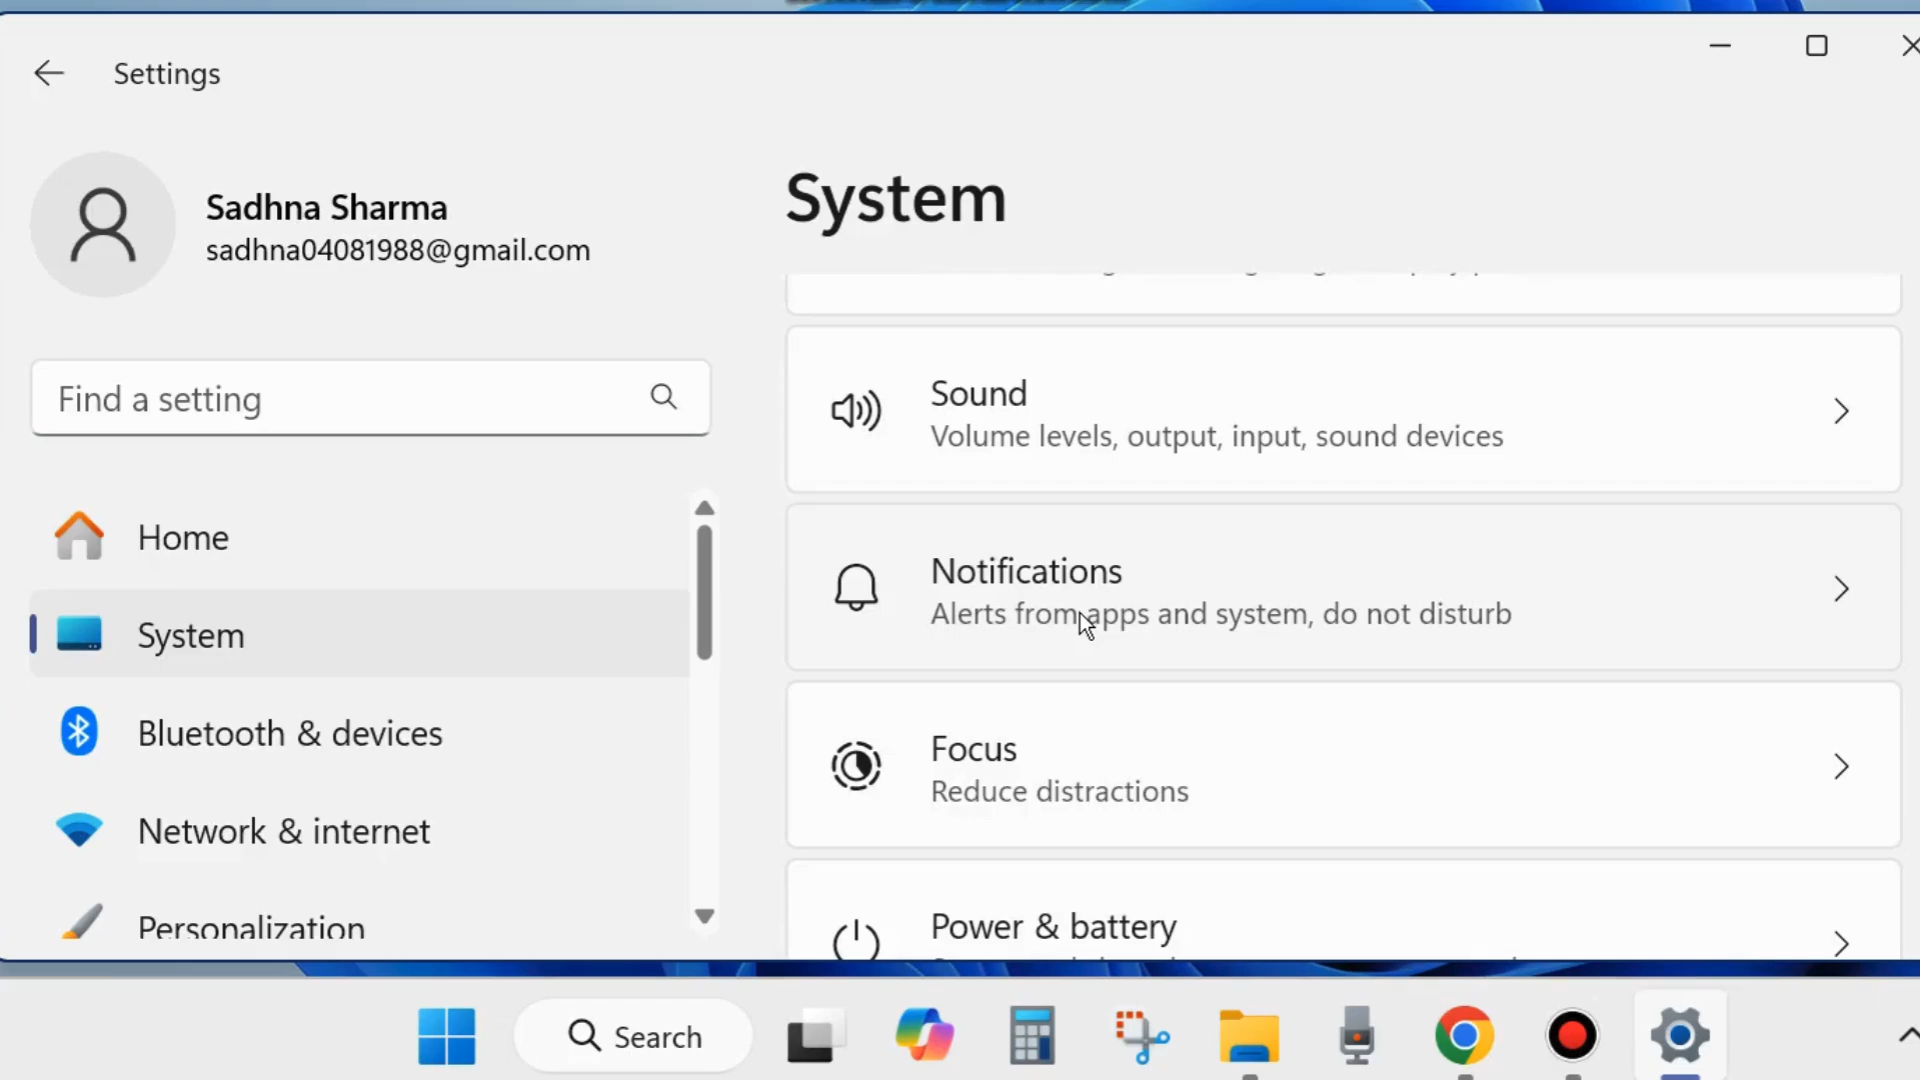 Settings
Sadhna Sharma
sadhna04081988@gmail.com
Find a setting
Home
System
Bluetooth & devices
Network & internet
Personalization
System
Sound
Volume levels, output, input, sound devices
Notifications
Alerts from apps and system, do not disturb
Focus
Reduce distractions
Power & battery
Search